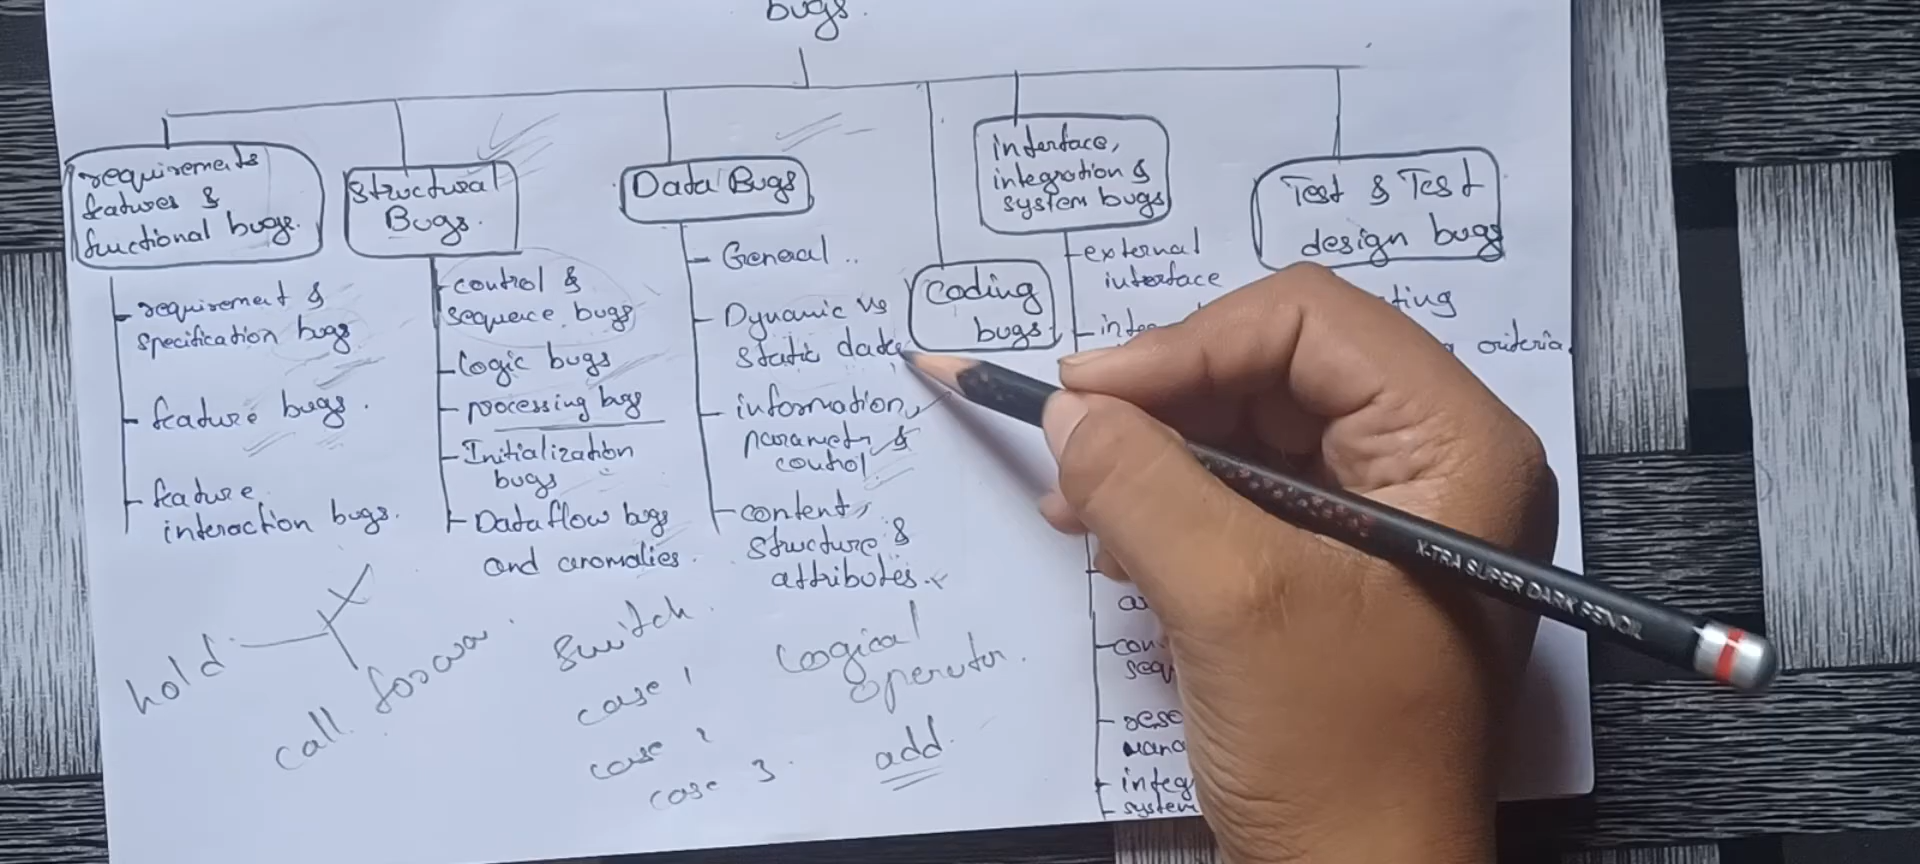 bugs.
requirements
features &
functional bugs.
requirement &
specification bugs
feature bugs.
feature
interaction bugs.
Structural
Bugs.
control &
sequence bugs
Logic bugs
processing bugs
Initialization
bugs
Dataflow bugs
and anomalies.
Data Bugs
General ..
Dynamic vs
static data
information,
parameter &
control
content,
structure &
attributes.
Coding
bugs.
interface,
integration &
system bugs
external
interface
Test & Test
design bugs
criteria.
hold
call forwar
Switch
case 1
case 2
case 3.
Logical
operator.
add.
integ
system
X-TRA SUPER DARK PENCIL